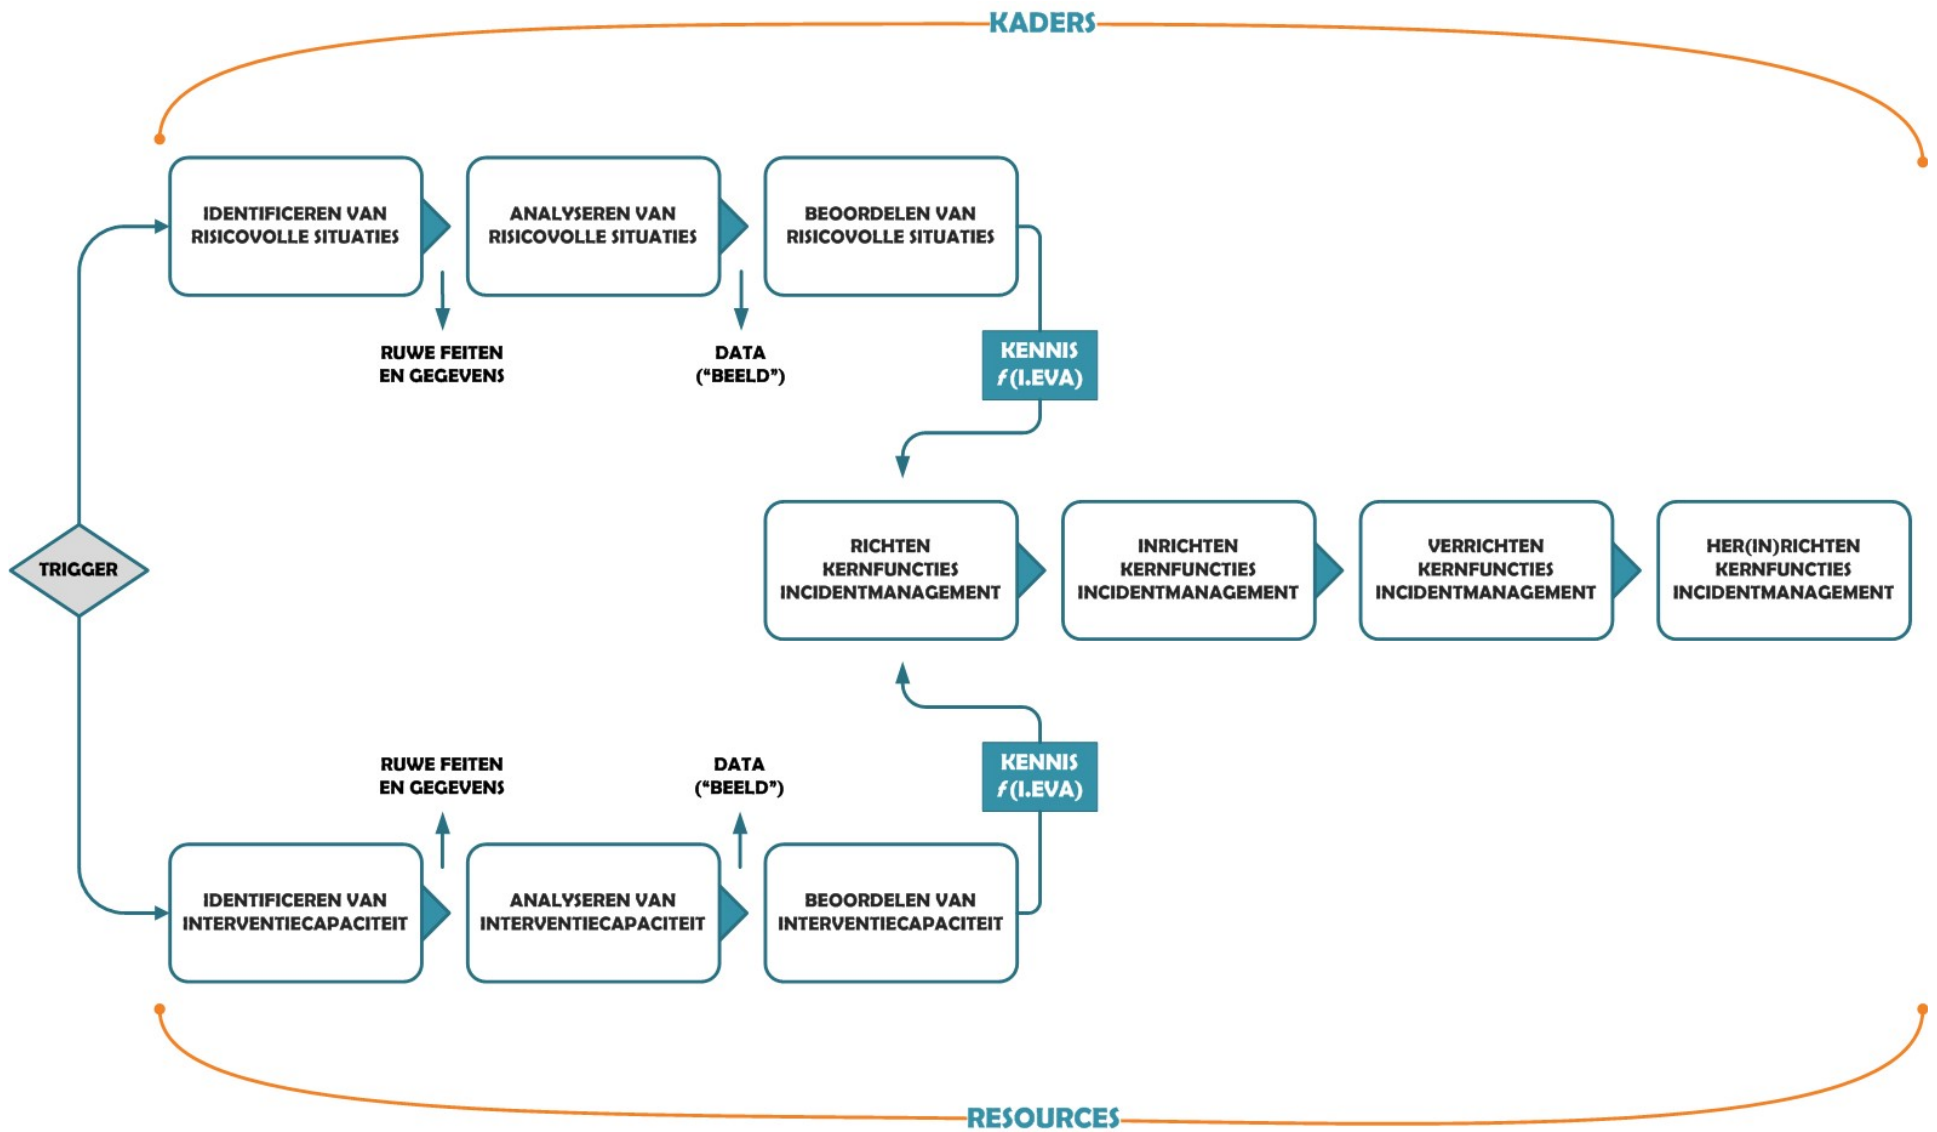 KADERS
IDENTIFICEREN VAN
RISICOVOLLE SITUATIES
ANALYSEREN VAN
RISICOVOLLE SITUATIES
BEOORDELEN VAN
RISICOVOLLE SITUATIES
RUWE FEITEN
EN GEGEVENS
DATA
(“BEELD”)
KENNIS
f (I.EVA)
TRIGGER
RICHTEN
KERNFUNCTIES
INCIDENTMANAGEMENT
INRICHTEN
KERNFUNCTIES
INCIDENTMANAGEMENT
VERRICHTEN
KERNFUNCTIES
INCIDENTMANAGEMENT
HER(IN)RICHTEN
KERNFUNCTIES
INCIDENTMANAGEMENT
RUWE FEITEN
EN GEGEVENS
DATA
(“BEELD”)
KENNIS
f (I.EVA)
IDENTIFICEREN VAN
INTERVENTIECAPACITEIT
ANALYSEREN VAN
INTERVENTIECAPACITEIT
BEOORDELEN VAN
INTERVENTIECAPACITEIT
RESOURCES